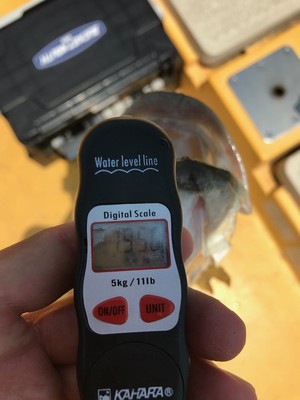 Water level line
Digital Scale
5kg / 11lb
ON/OFF
UNIT
KAHARA®